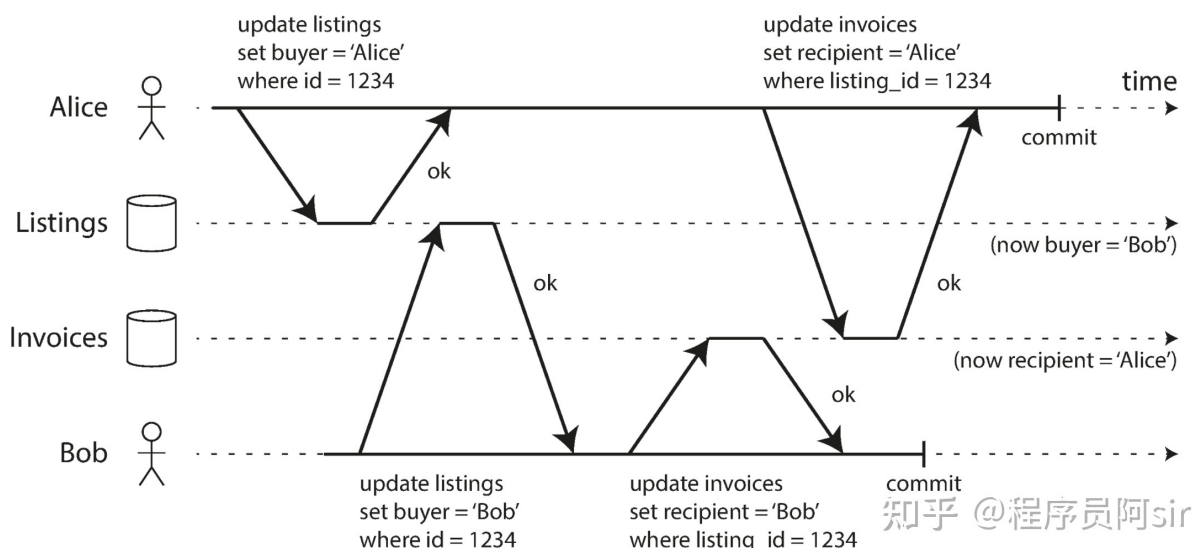 update listings
set buyer = ‘Alice’
where id = 1234
update invoices
set recipient = ‘Alice’
where listing_id = 1234
time
Alice
commit
ok
Listings
(now buyer = ‘Bob’)
ok
ok
Invoices
(now recipient = ‘Alice’)
ok
Bob
commit
update listings
set buyer = ‘Bob’
where id = 1234
update invoices
set recipient = ‘Bob’
where listing_id = 1234
知乎 @程序员阿sir